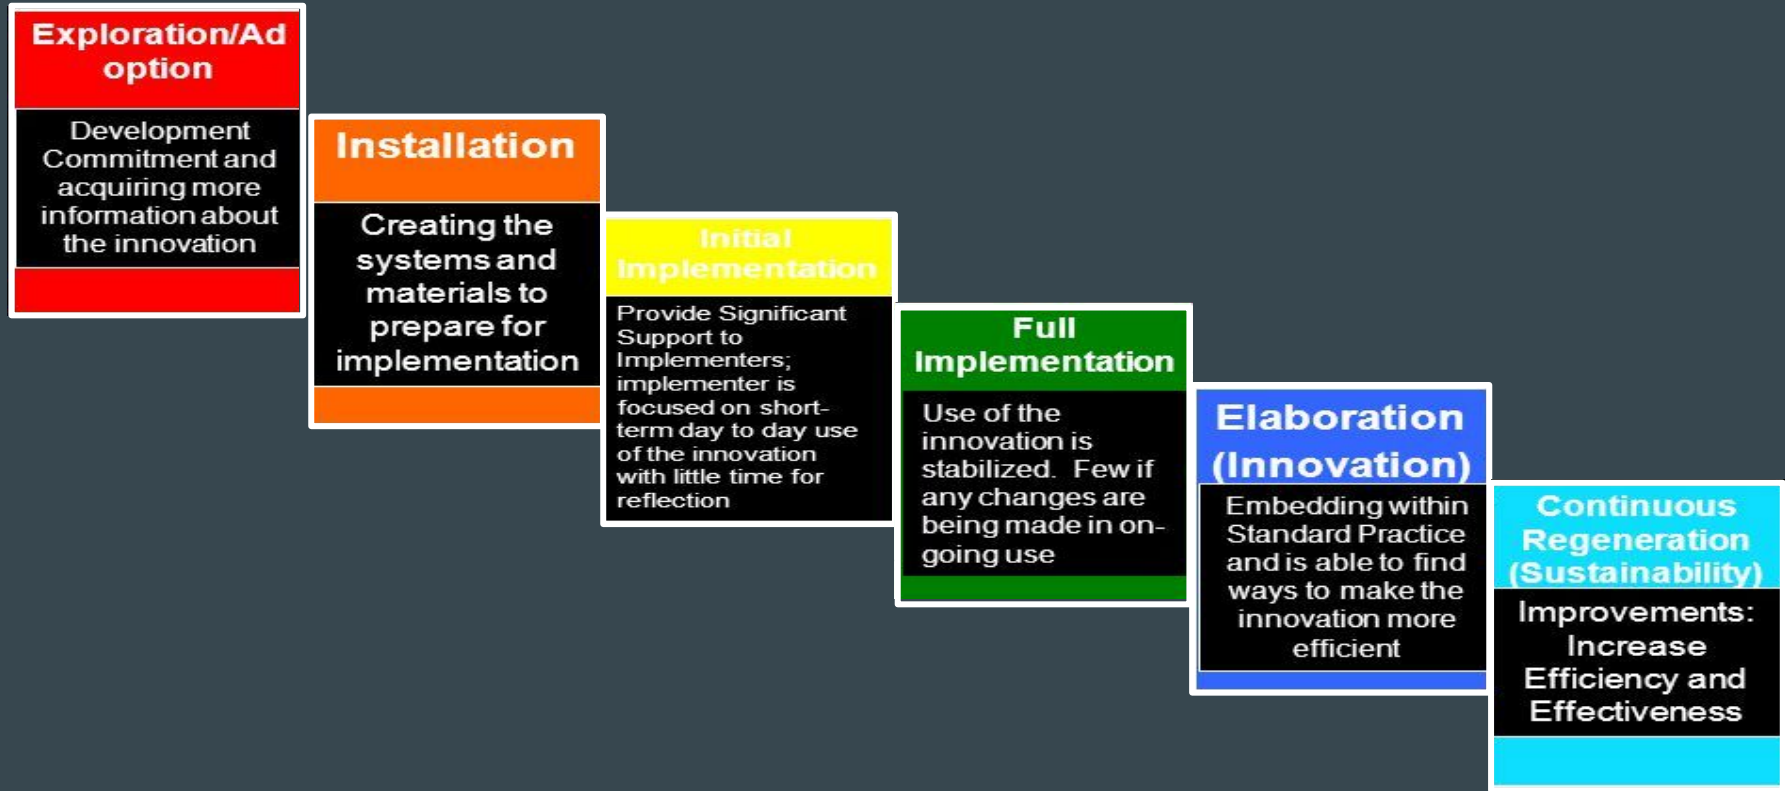 Exploration/Ad
option
Development
Commitment and
acquiring more
information about
the innovation
Installation
Creating the
systems and
materials to
prepare for
implementation
Initial
Implementation
Provide Significant
Support to
Implementers;
implementer is
focused on short-
term day to day use
of the innovation
with little time for
reflection
Full
Implementation
Use of the
innovation is
stabilized.  Few if
any changes are
being made in on-
going use
Elaboration
(Innovation)
Embedding within
Standard Practice
and is able to find
ways to make the
innovation more
efficient
Continuous
Regeneration
(Sustainability)
Improvements:
Increase
Efficiency and
Effectiveness